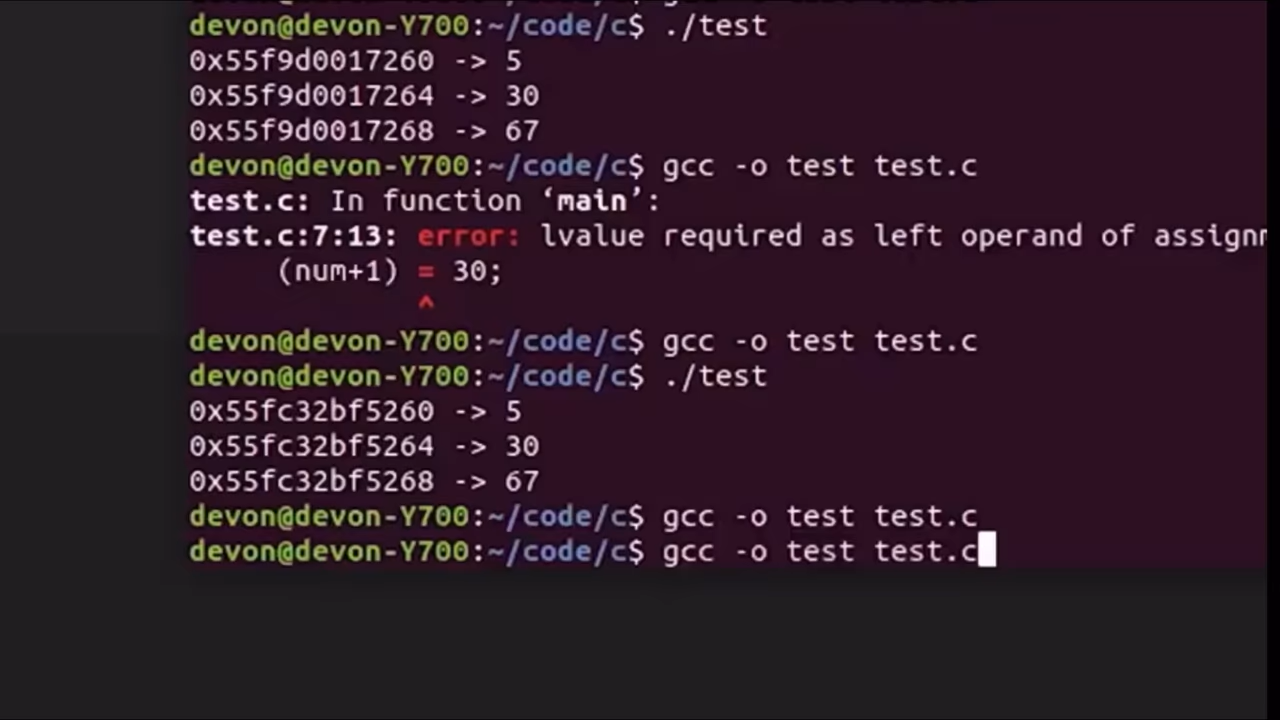 devon@devon-Y700:~/code/c$ ./test
0x55f9d0017260 -> 5
0x55f9d0017264 -> 30
0x55f9d0017268 -> 67
devon@devon-Y700:~/code/c$ gcc -o test test.c
test.c: In function ‘main’:
test.c:7:13: error: lvalue required as left operand of
(num+1) = 30;
^
devon@devon-Y700:~/code/c$ gcc -o test test.c
devon@devon-Y700:~/code/c$ ./test
0x55fc32bf5260 -> 5
0x55fc32bf5264 -> 30
0x55fc32bf5268 -> 67
devon@devon-Y700:~/code/c$ gcc -o test test.c
devon@devon-Y700:~/code/c$ gcc -o test test.c